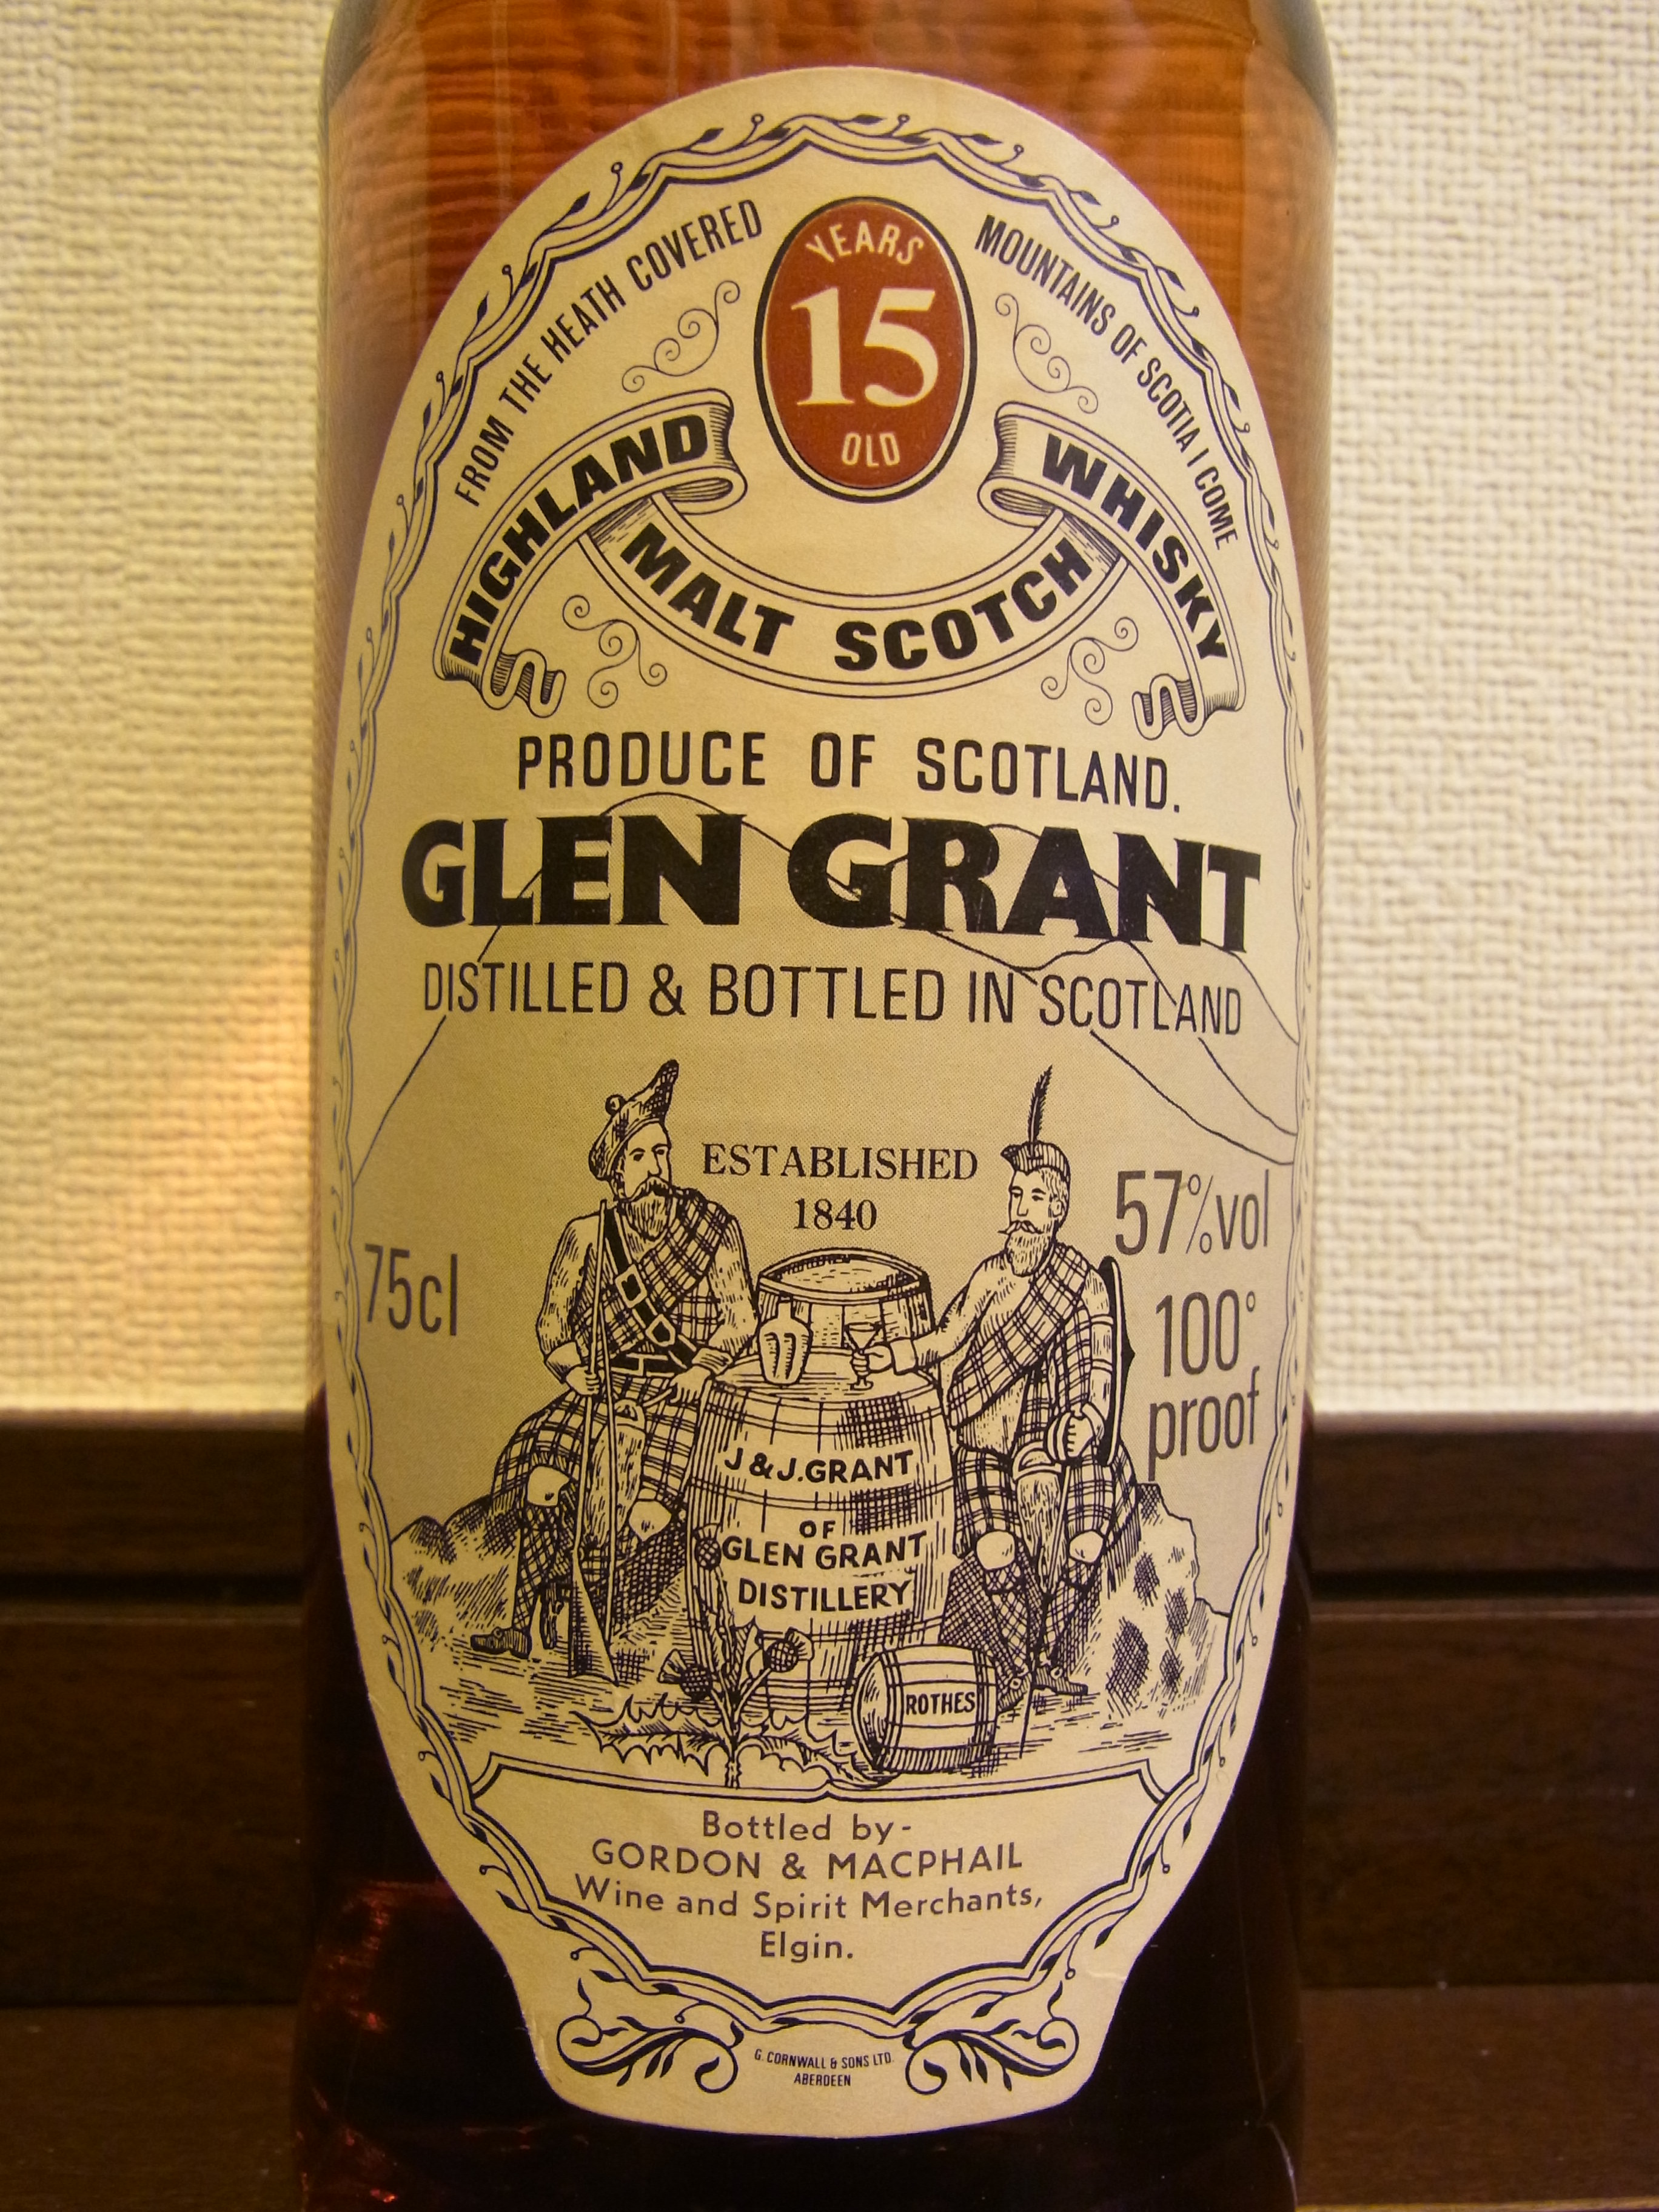 FROM THE HEATH COVERED MOUNTAINS OF SCOTIA I COME
YEARS
15
OLD
HIGHLAND MALT SCOTCH WHISKY
PRODUCE OF SCOTLAND.
GLEN GRANT
DISTILLED & BOTTLED IN SCOTLAND
ESTABLISHED
1840
75cl
57% vol
100°
proof
J & J. GRANT
OF
GLEN GRANT
DISTILLERY
ROTHES
Bottled by-
GORDON & MACPHAIL
Wine and Spirit Merchants,
Elgin.
G. CORNWALL & SONS LTD.
ABERDEEN